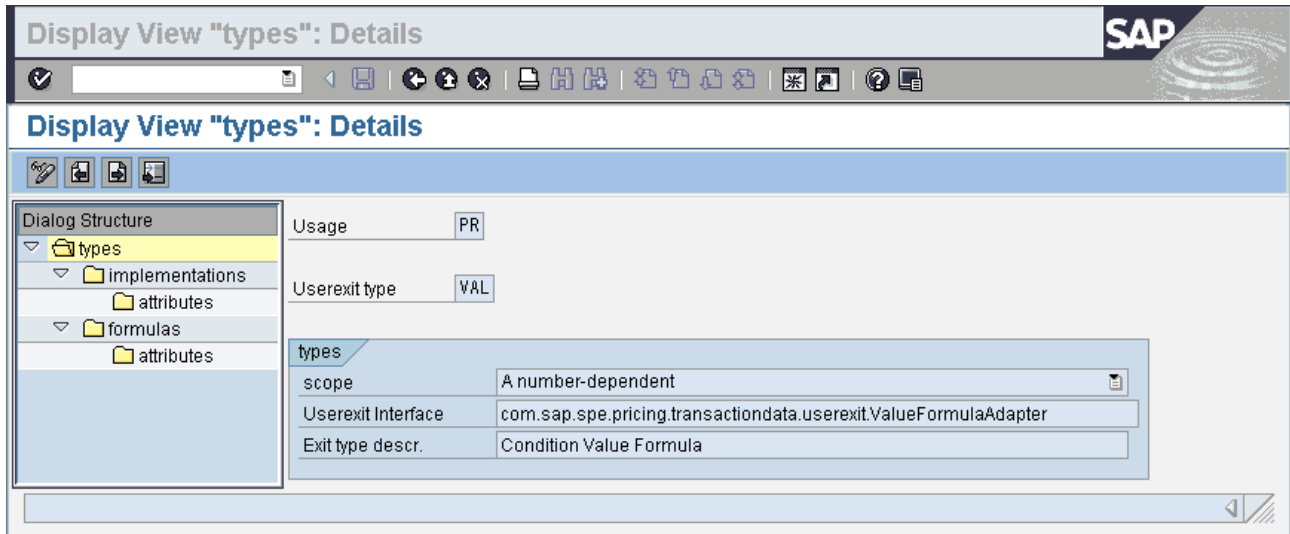 Display View "types": Details
SAP
Display View "types": Details
Dialog Structure
types
implementations
attributes
formulas
attributes
Usage PR
Userexit type VAL
types
scope A number-dependent
Userexit Interface com.sap.spe.pricing.transactiondata.userexit.ValueFormulaAdapter
Exit type descr. Condition Value Formula